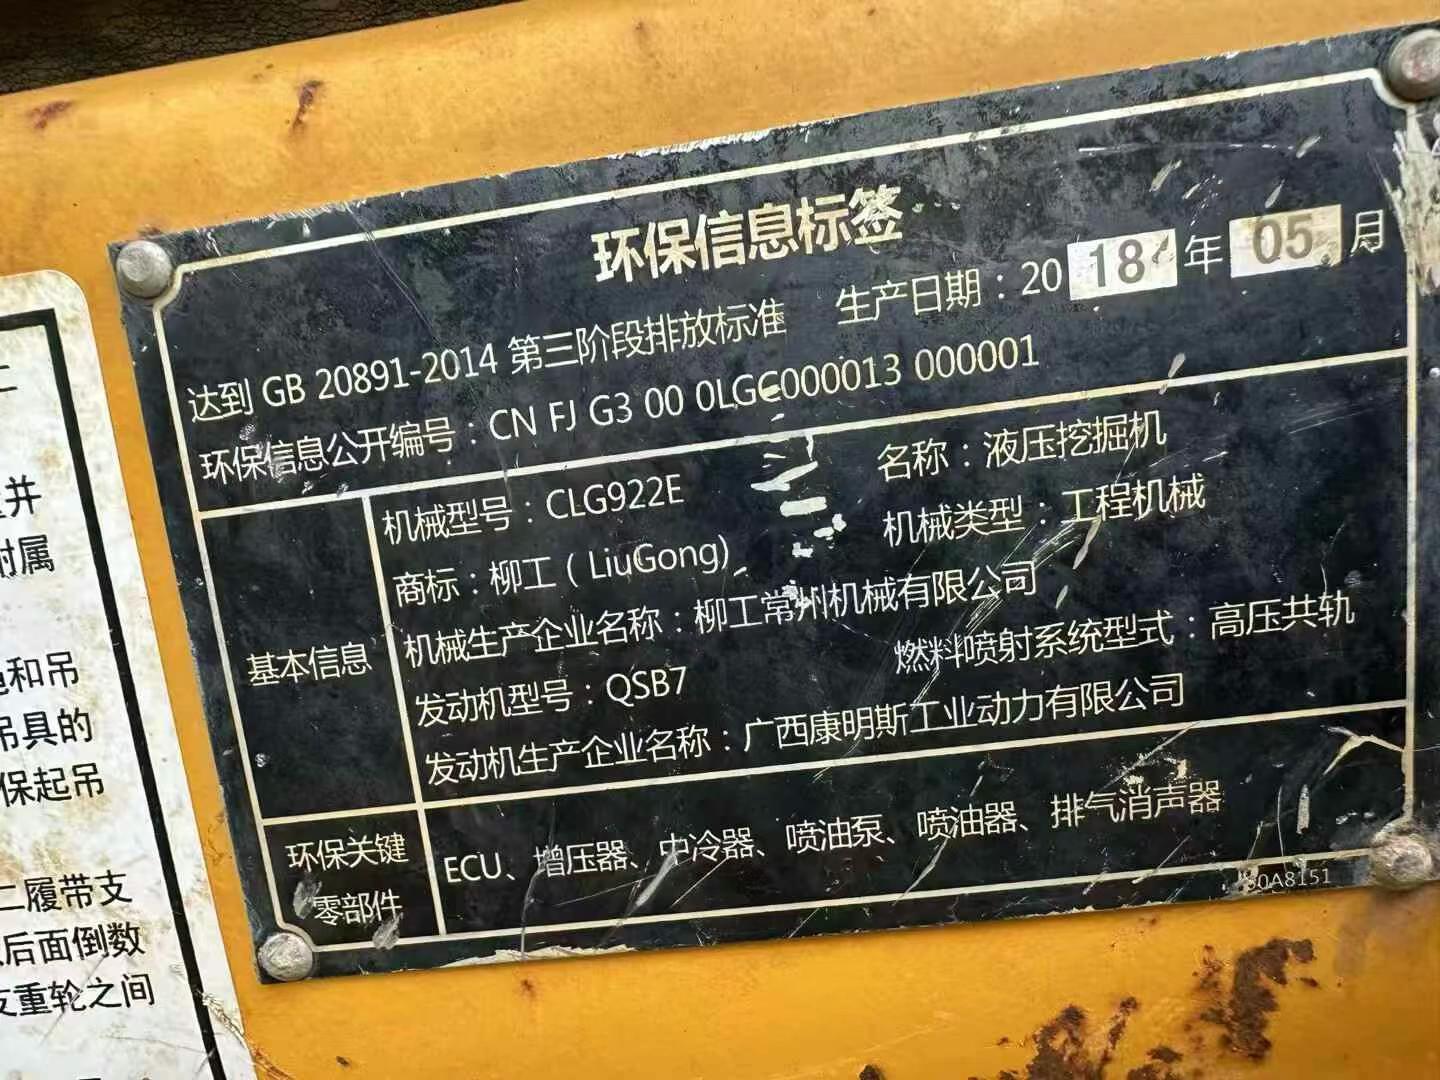 环保信息标签
达到 GB 20891-2014 第三阶段排放标准 生产日期：2018年05月
环保信息公开编号：CN FJ G3 00 0LGC000013 000001
基本信息
机械型号：CLG922E 名称：液压挖掘机
商标：柳工（LiuGong） 机械类型：工程机械
机械生产企业名称：柳工常州机械有限公司
发动机型号：QSB7 燃料喷射系统型式：高压共轨
发动机生产企业名称：广西康明斯工业动力有限公司
环保关键
零部件
ECU、增压器、中冷器、喷油泵、喷油器、排气消声器
0A8151
并
附属
和吊
吊具的
保起吊
二履带支
后面倒数
支重轮之间